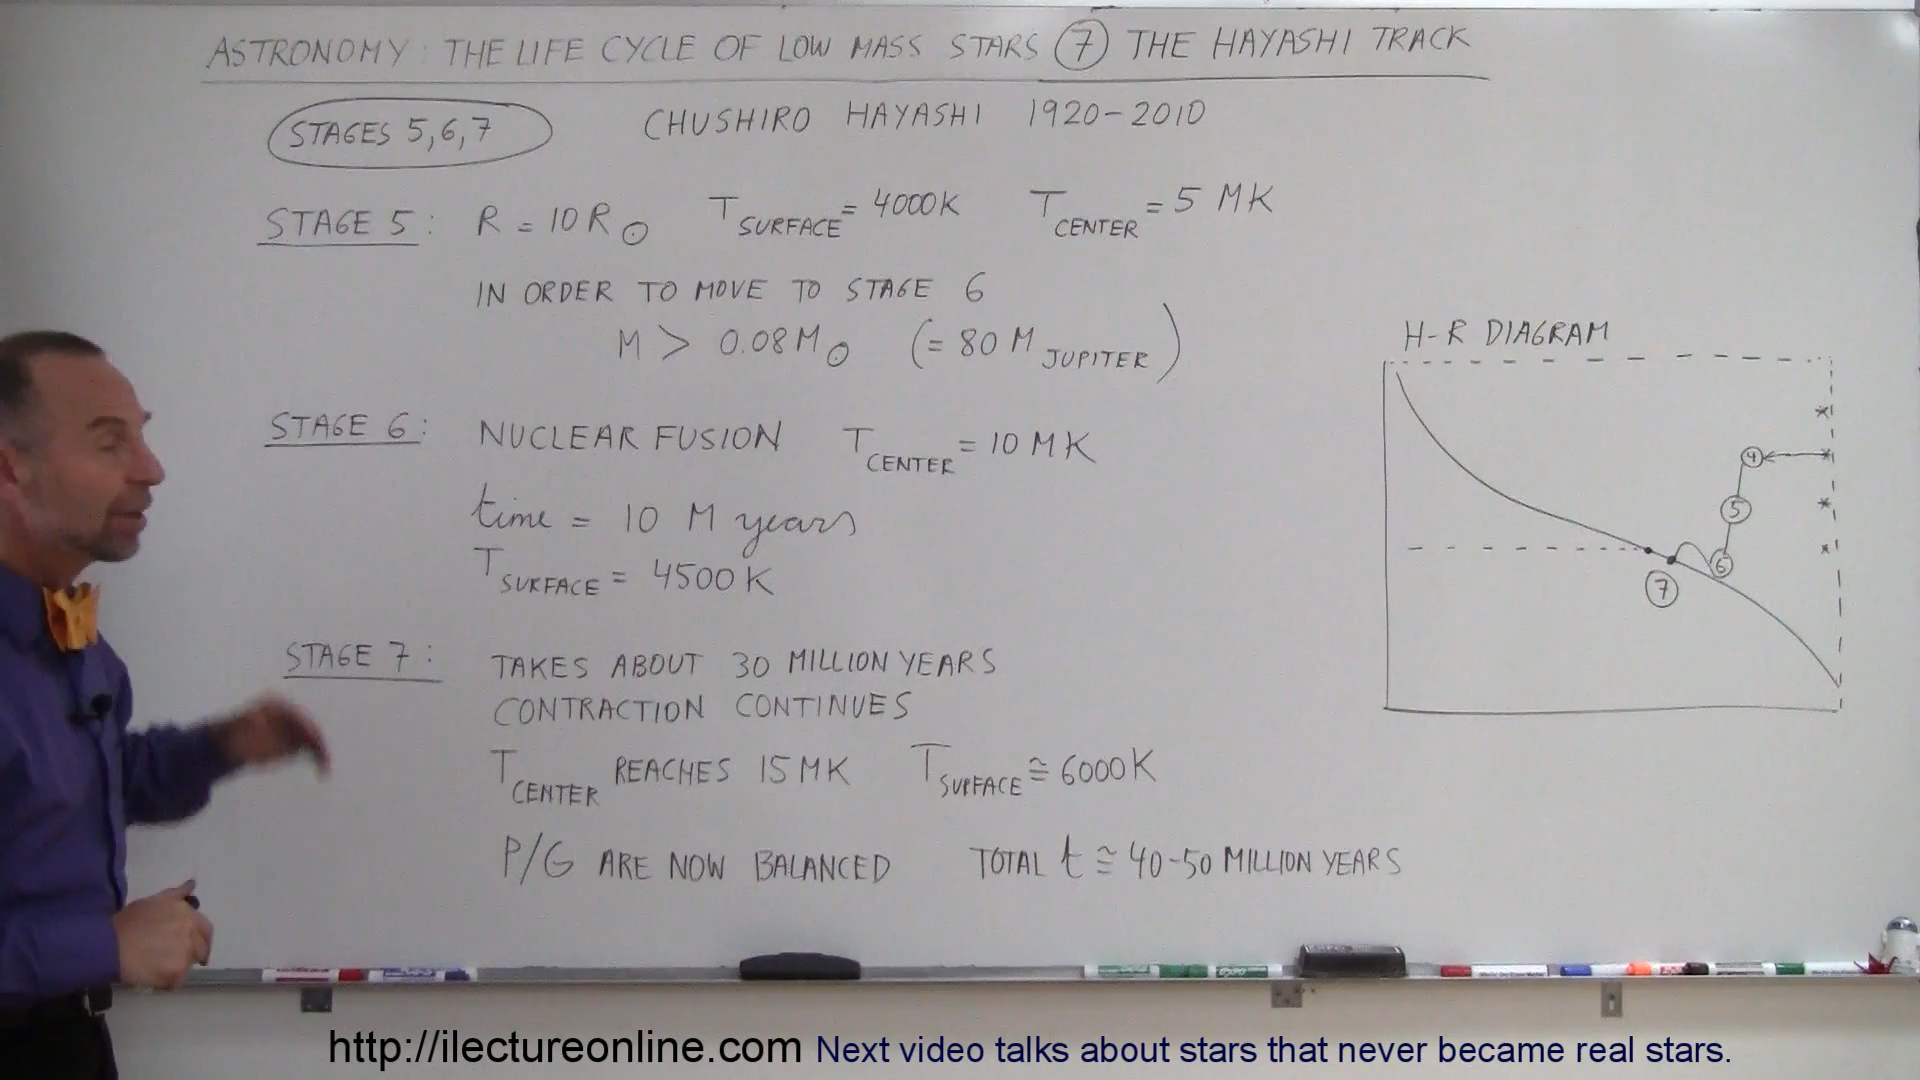 ASTRONOMY: THE LIFE CYCLE OF LOW MASS STARS ⑦ THE HAYASHI TRACK
STAGES 5,6,7
CHUSHIRO HAYASHI 1920-2010
STAGE 5: R = 10 R☉ T SURFACE = 4000K T CENTER = 5 MK
IN ORDER TO MOVE TO STAGE 6
M > 0.08 M☉ (= 80 M JUPITER)
STAGE 6: NUCLEAR FUSION T CENTER = 10 MK
time = 10 M years
T SURFACE = 4500K
STAGE 7: TAKES ABOUT 30 MILLION YEARS
CONTRACTION CONTINUES
T CENTER REACHES 15 MK T SURFACE ≅ 6000K
P/G ARE NOW BALANCED TOTAL t ≅ 40-50 MILLION YEARS
H-R DIAGRAM
④
⑤
⑥
⑦
http://ilectureonline.com Next video talks about stars that never became real stars.